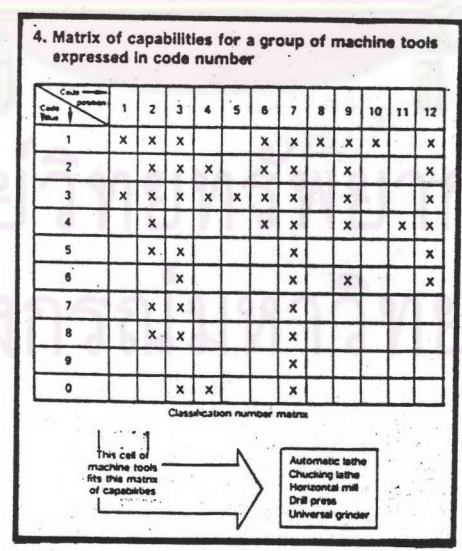 4. Matrix of capabilities for a group of machine tools
expressed in code number
Code position
Code Value
1 2 3 4 5 6 7 8 9 10 11 12
1 X X X X X X X X X
2 X X X X X X X
3 X X X X X X X X X
4 X X X X X X
5 X X X X
6 X X X X
7 X X X
8 X X X
9 X
0 X X X
Classification number matrix
This cell of
machine tools
fits this matrix
of capabilities
Automatic lathe
Chucking lathe
Horizontal mill
Drill press
Universal grinder